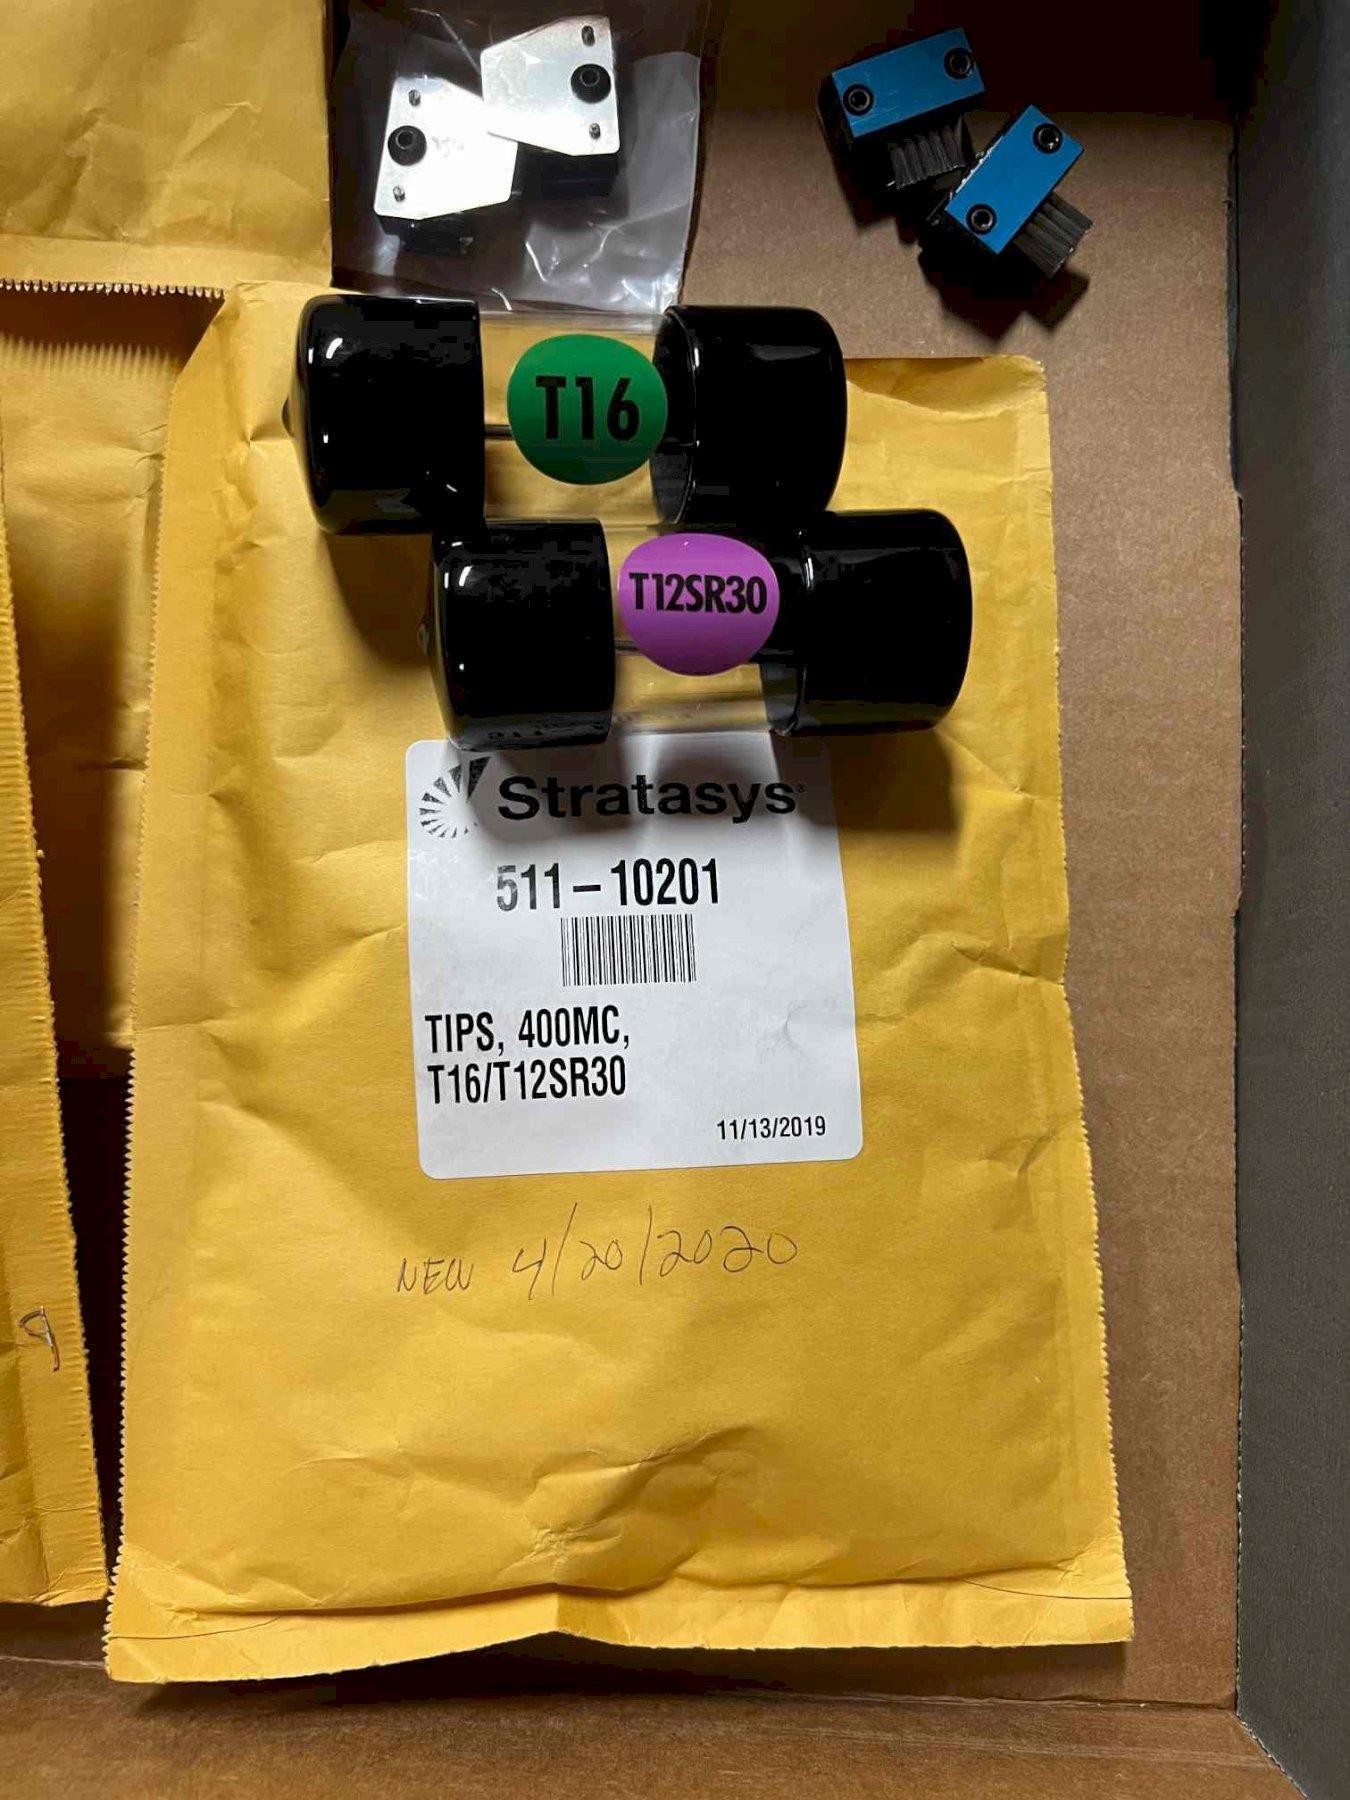 T16
T12SR30
Stratasys
511-10201
TIPS, 400MC,
T16/T12SR30
11/13/2019
NEW 4/20/2020